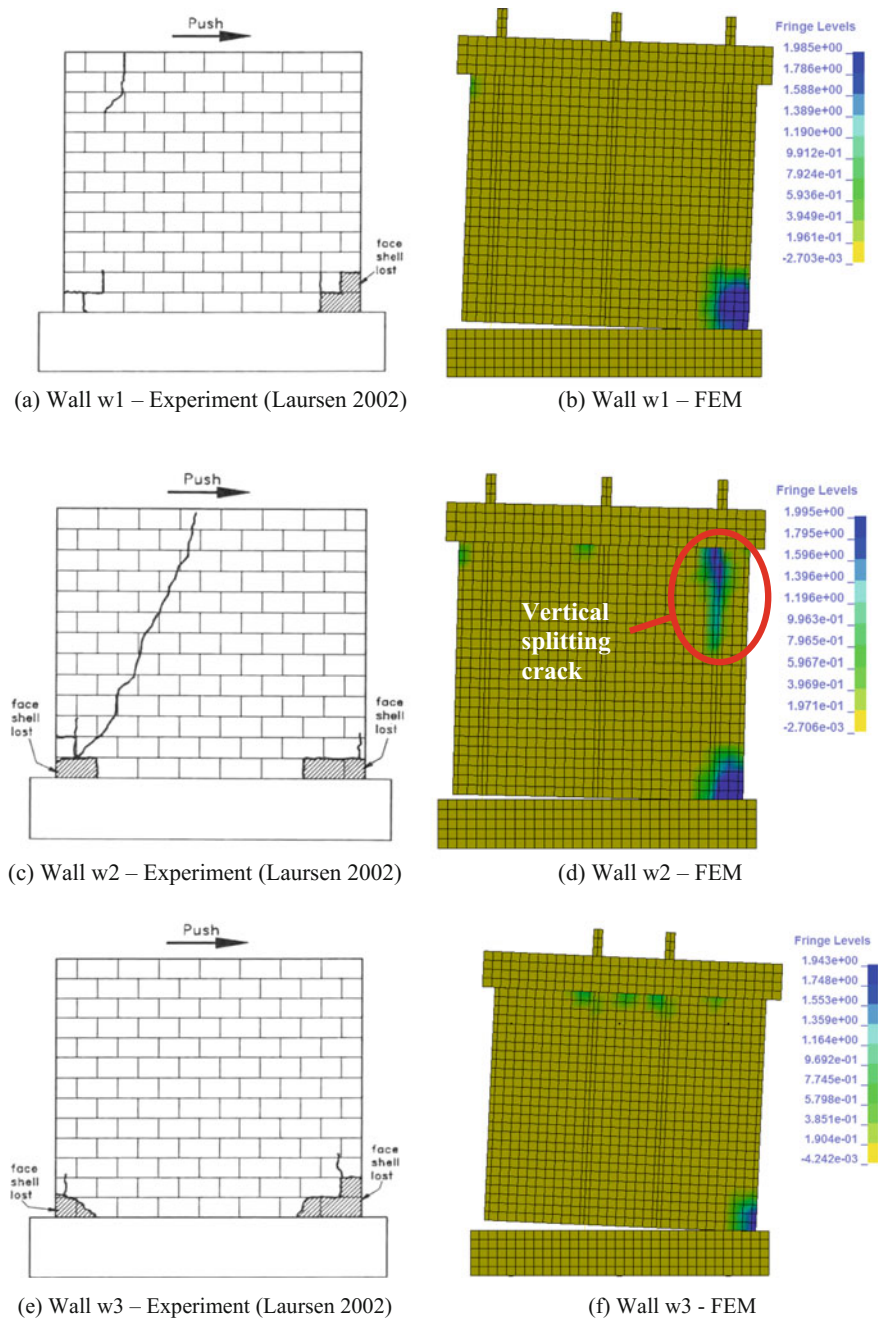 Push
face
shell
lost
(a) Wall w1 – Experiment (Laursen 2002)
Fringe Levels
1.985e+00
1.786e+00
1.588e+00
1.389e+00
1.190e+00
9.912e-01
7.924e-01
5.936e-01
3.949e-01
1.961e-01
-2.703e-03
(b) Wall w1 – FEM
Push
face
shell
lost
face
shell
lost
(c) Wall w2 – Experiment (Laursen 2002)
Vertical
splitting
crack
Fringe Levels
1.995e+00
1.795e+00
1.596e+00
1.396e+00
1.196e+00
9.963e-01
7.965e-01
5.967e-01
3.969e-01
1.971e-01
-2.706e-03
(d) Wall w2 – FEM
Push
face
shell
lost
face
shell
lost
(e) Wall w3 – Experiment (Laursen 2002)
Fringe Levels
1.943e+00
1.748e+00
1.553e+00
1.359e+00
1.164e+00
9.692e-01
7.745e-01
5.798e-01
3.851e-01
1.904e-01
-4.242e-03
(f) Wall w3 - FEM